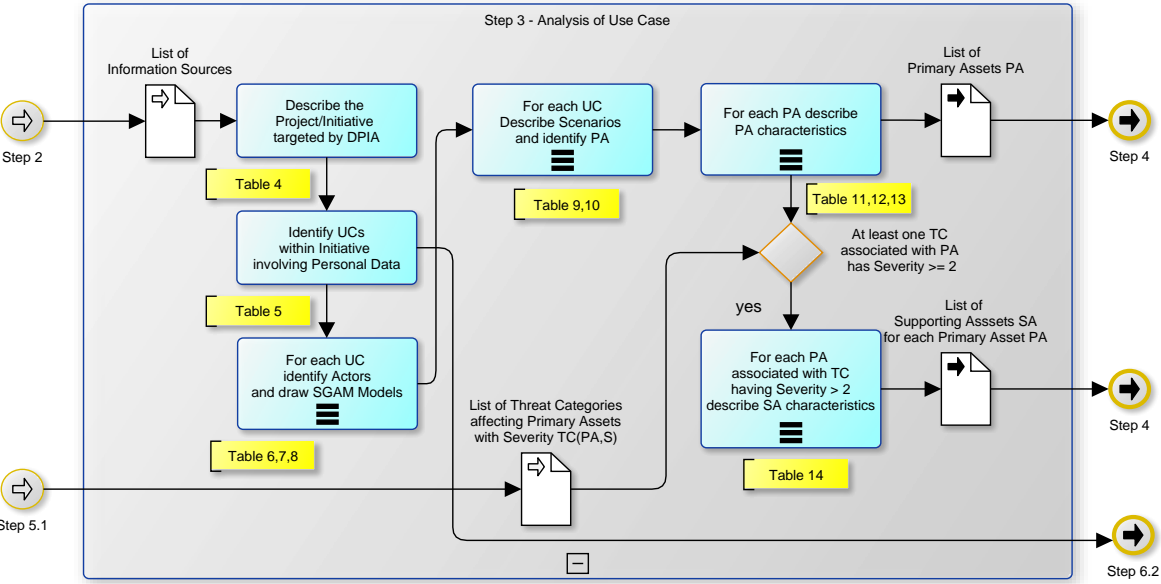 Step 3 - Analysis of Use Case
List of
Information Sources
Step 2
Describe the
Project/Initiative
targeted by DPIA
Table 4
Identify UCs
within Initiative
involving Personal Data
Table 5
For each UC
identify Actors
and draw SGAM Models
Table 6,7,8
For each UC
Describe Scenarios
and identify PA
Table 9,10
For each PA describe
PA characteristics
Table 11,12,13
List of
Primary Assets PA
Step 4
At least one TC
associated with PA
has Severity >= 2
yes
For each PA
associated with TC
having Severity > 2
describe SA characteristics
Table 14
List of
Supporting Asssets SA
for each Primary Asset PA
Step 4
List of Threat Categories
affecting Primary Assets
with Severity TC(PA,S)
Step 5.1
Step 6.2